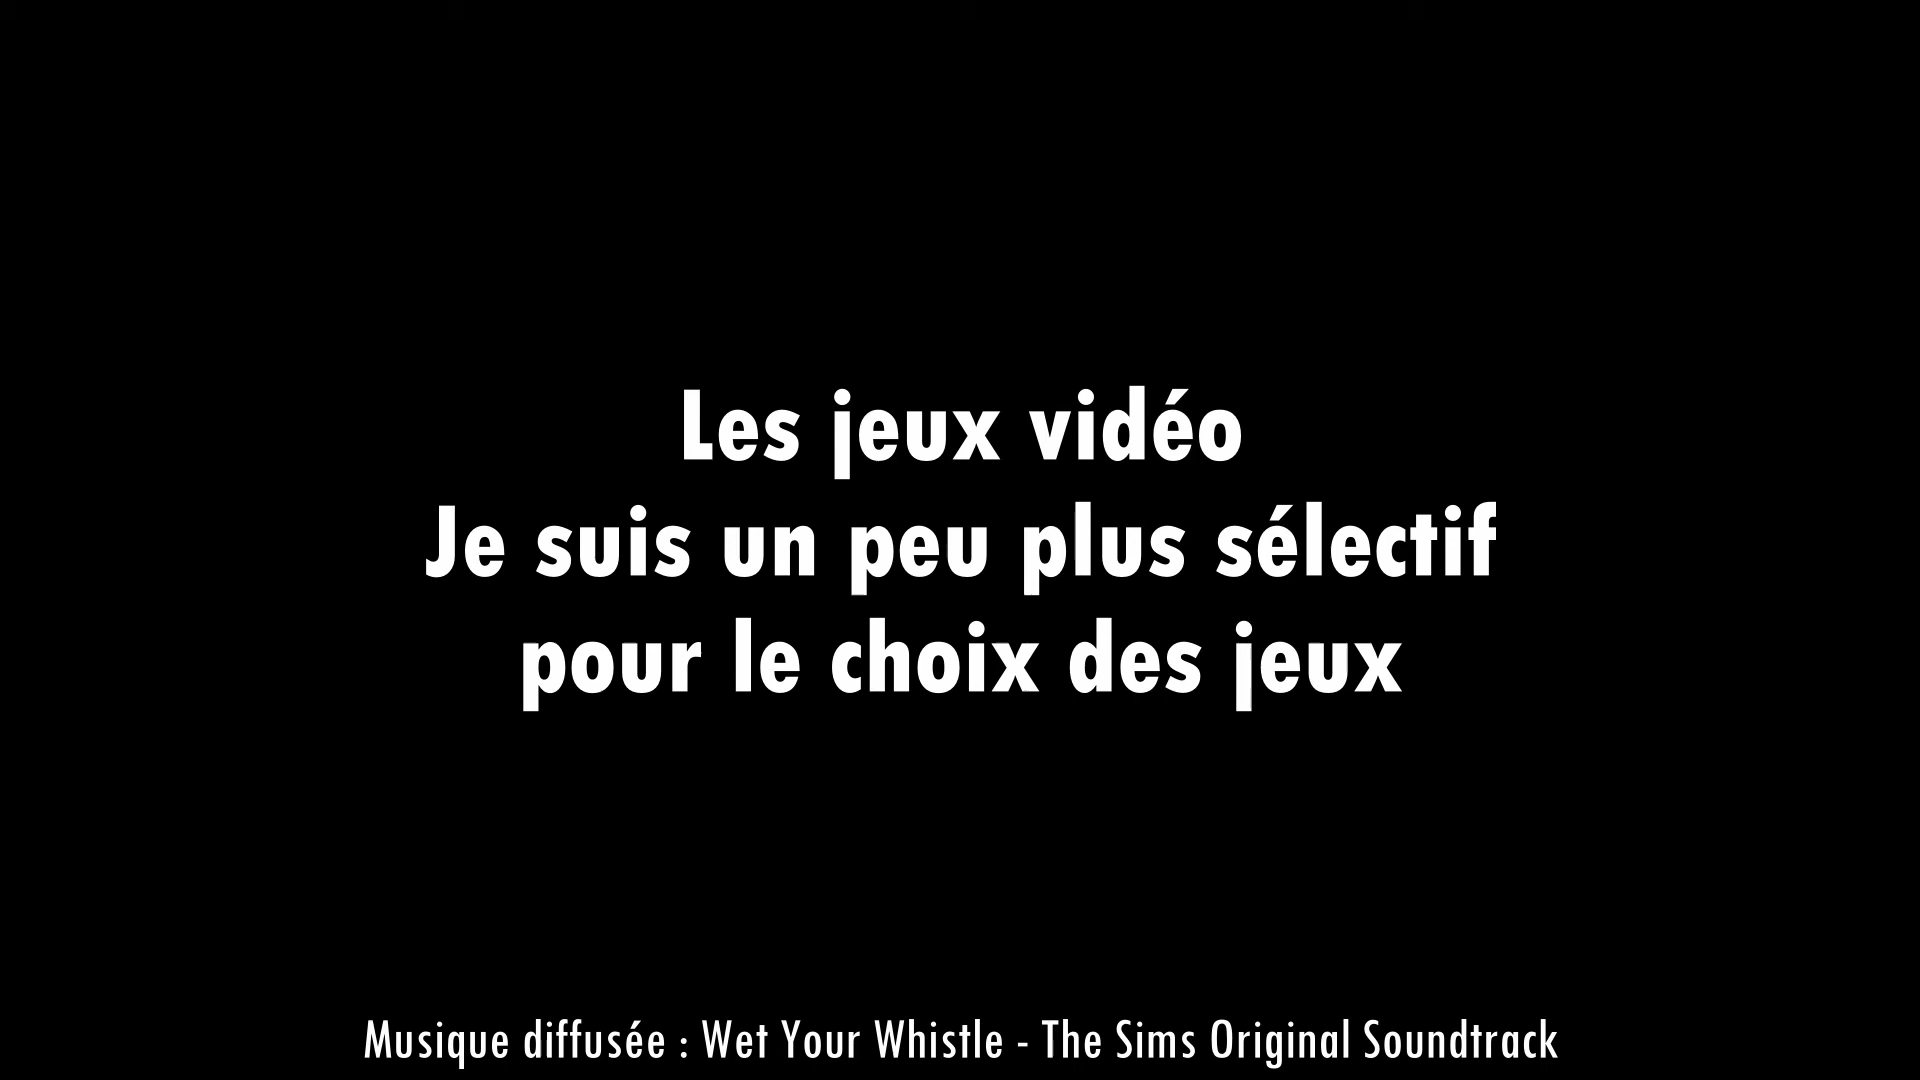 Les jeux vidéo
Je suis un peu plus sélectif
pour le choix des jeux
Musique diffusée : Wet Your Whistle - The Sims Original Soundtrack